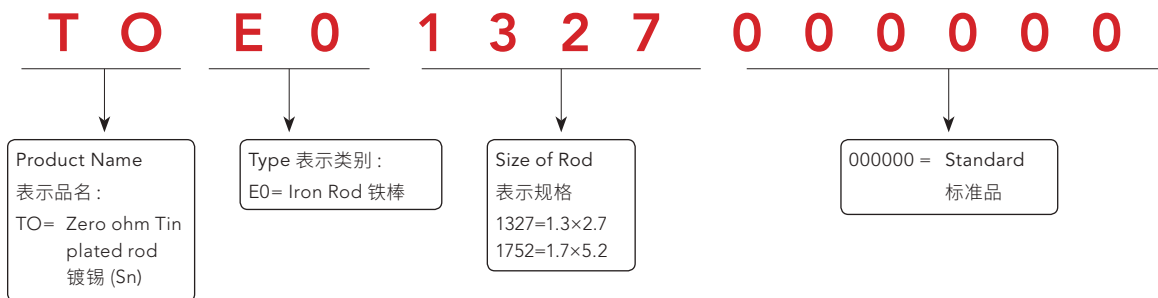 T O E 0 1 3 2 7 0 0 0 0 0 0
Product Name
表示品名 :
TO= Zero ohm Tin
plated rod
镀锡 (Sn)
Type 表示类别 :
E0= Iron Rod 铁棒
Size of Rod
表示规格
1327=1.3×2.7
1752=1.7×5.2
000000 = Standard
标准品